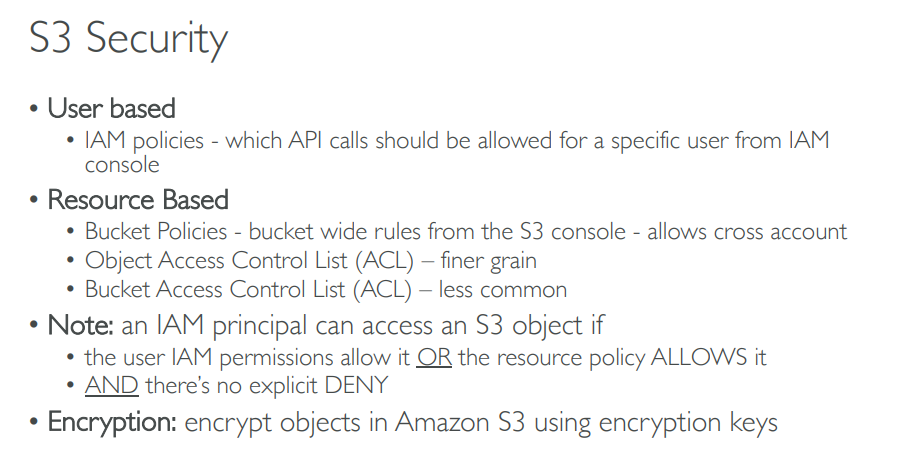 S3 Security
• User based
• IAM policies - which API calls should be allowed for a specific user from IAM
console
• Resource Based
• Bucket Policies - bucket wide rules from the S3 console - allows cross account
• Object Access Control List (ACL) – finer grain
• Bucket Access Control List (ACL) – less common
• Note: an IAM principal can access an S3 object if
• the user IAM permissions allow it OR the resource policy ALLOWS it
• AND there’s no explicit DENY
• Encryption: encrypt objects in Amazon S3 using encryption keys